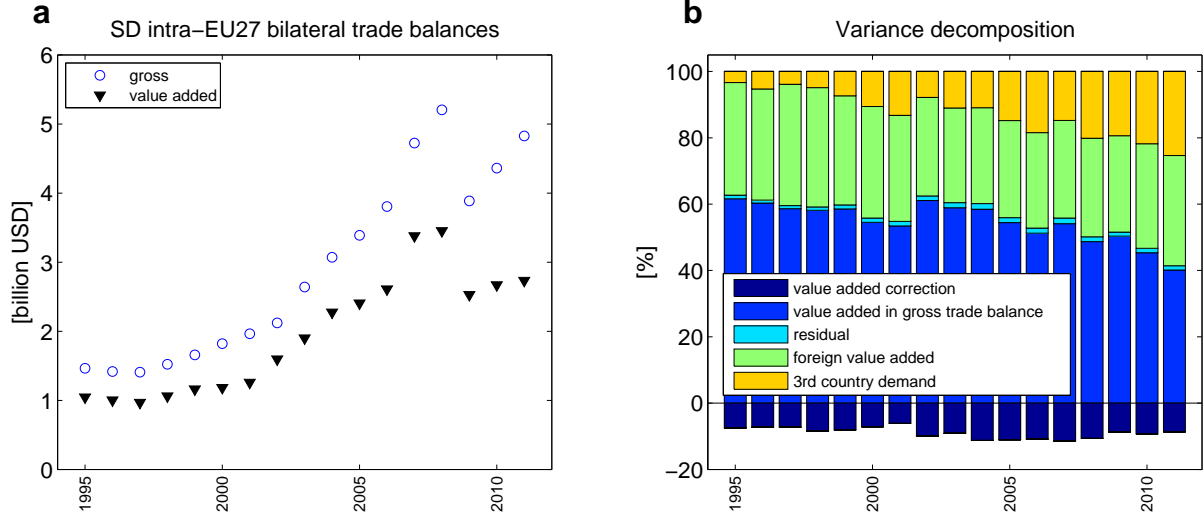 a
SD intra−EU27 bilateral trade balances
6
5
4
3
2
1
0
[billion USD]
gross
value added
1995
2000
2005
2010
b
Variance decomposition
100
80
60
40
20
0
−20
[%]
value added correction
value added in gross trade balance
residual
foreign value added
3rd country demand
1995
2000
2005
2010